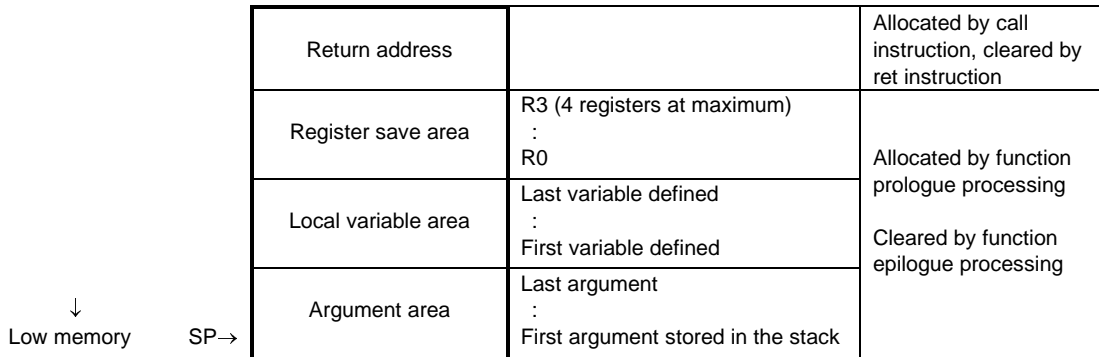 Return address
Allocated by call
instruction, cleared by
ret instruction
Register save area
R3 (4 registers at maximum)
:
R0
Allocated by function
prologue processing
Cleared by function
epilogue processing
Local variable area
Last variable defined
:
First variable defined
Argument area
Last argument
:
First argument stored in the stack
↓
Low memory
SP→